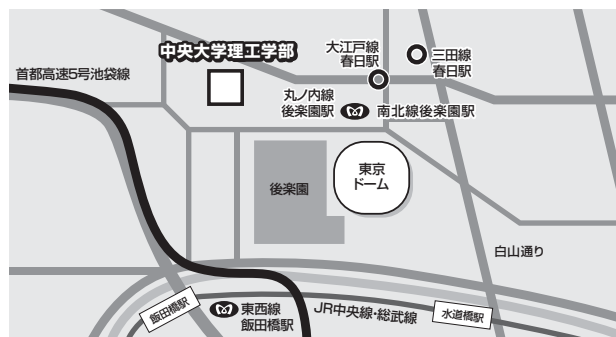 中央大学理工学部
大江戸線
春日駅
三田線
春日駅
首都高速5号池袋線
丸ノ内線
後楽園駅
南北線後楽園駅
後楽園
東京
ドーム
白山通り
飯田橋駅
東西線
飯田橋駅
JR中央線・総武線
水道橋駅